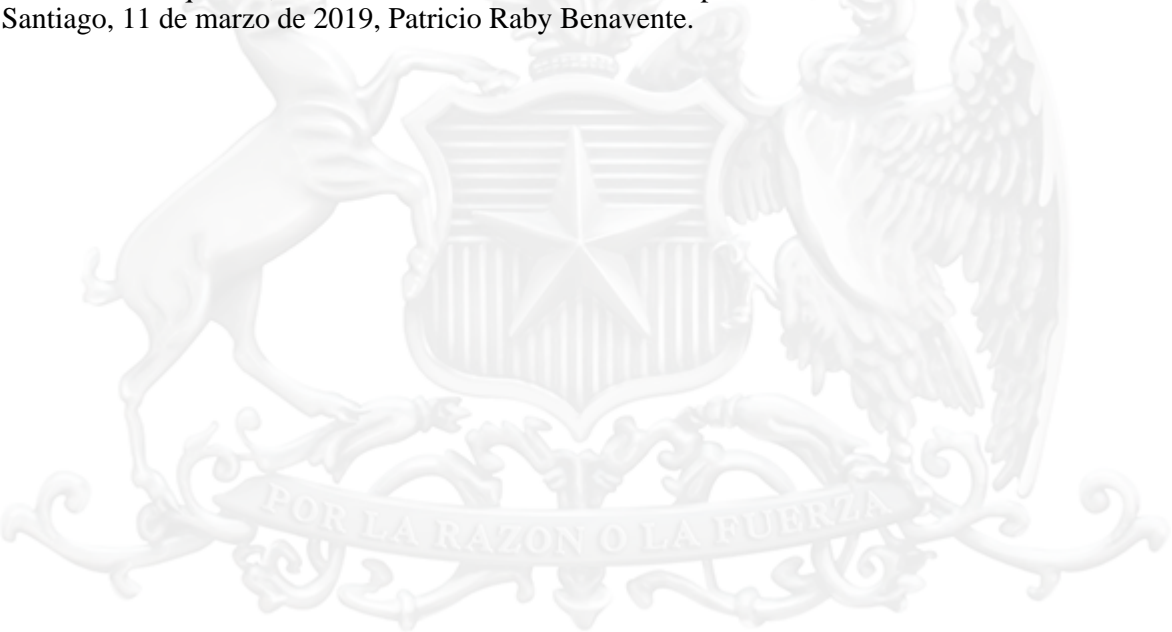 Santiago, 11 de marzo de 2019, Patricio Raby Benavente.
POR LA RAZON O LA FUERZA